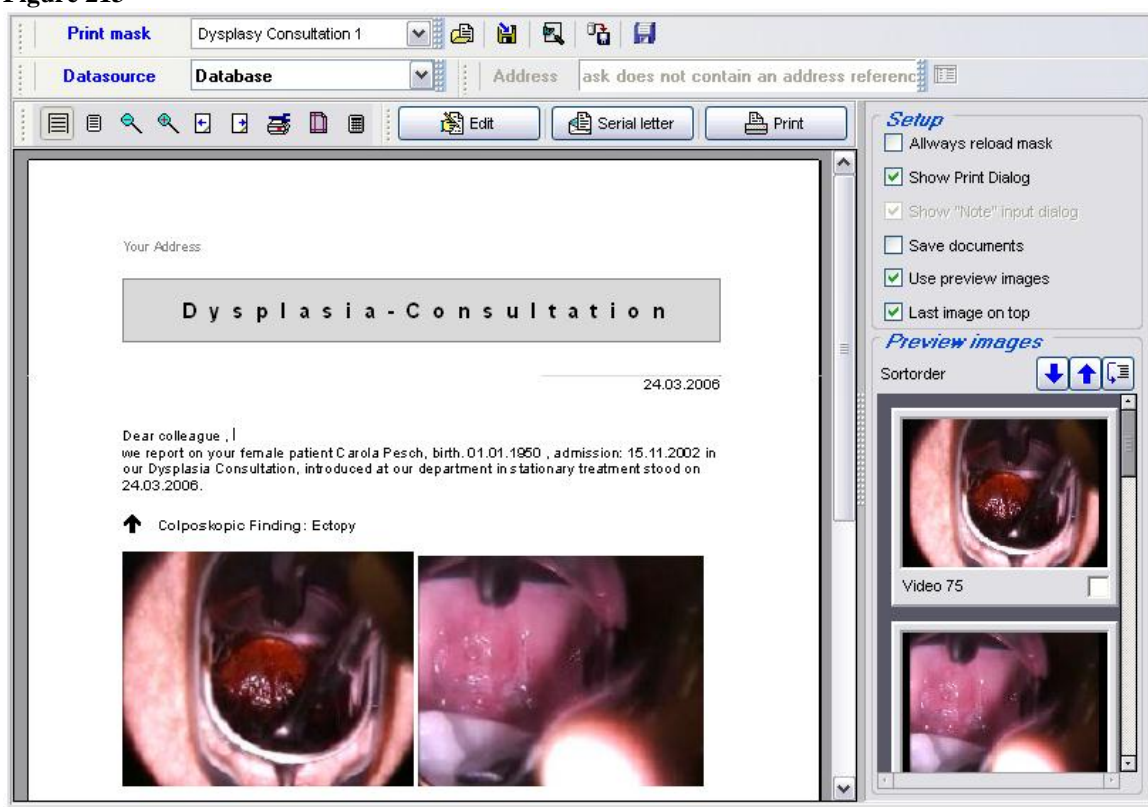 Figure 215
Print mask Dysplasy Consultation 1
Datasource Database Address ask does not contain an address referenc
Edit Serial letter Print
Setup
Allways reload mask
Show Print Dialog
Show "Note" input dialog
Save documents
Use preview images
Last image on top
Preview images
Sortorder
Video 75
Your Address
Dysplasia-Consultation
24.03.2006
Dear colleague ,
we report on your female patient Carola Pesch, birth. 01.01.1950 , admission: 15.11.2002 in
our Dysplasia Consultation, introduced at our department in stationary treatment stood on
24.03.2006.
Colposkopic Finding: Ectopy